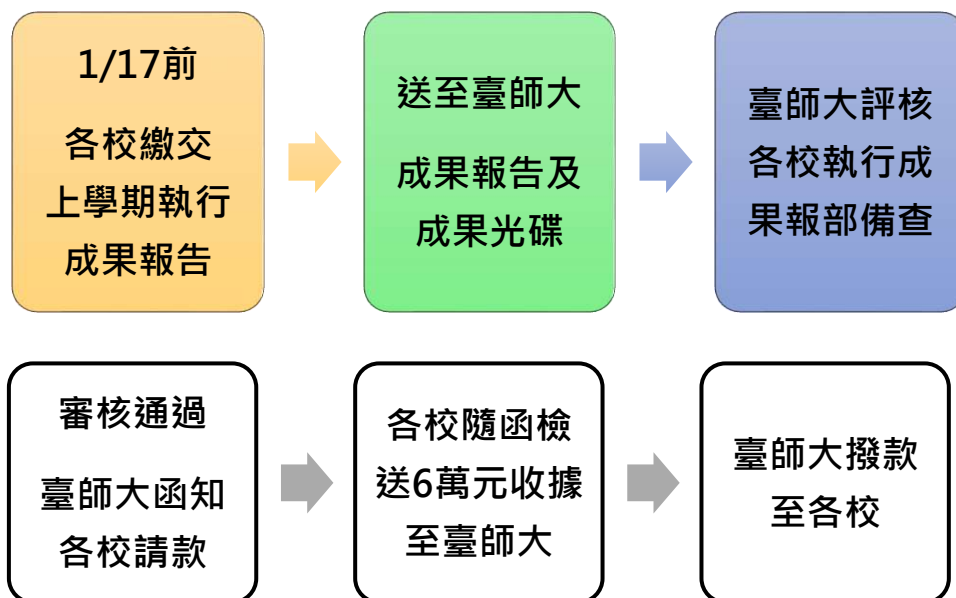 1/17前
各校繳交
上學期執行
成果報告
送至臺師大
成果報告及
成果光碟
臺師大評核
各校執行成
果報部備查
審核通過
臺師大函知
各校請款
各校隨函檢
送6萬元收據
至臺師大
臺師大撥款
至各校